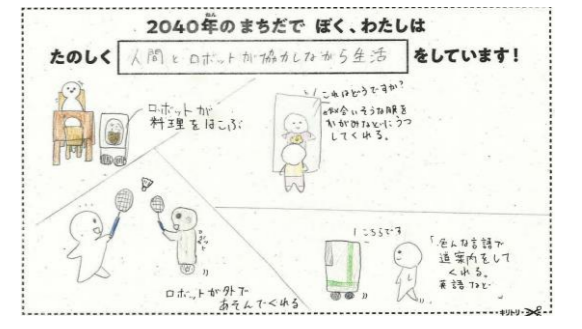 2040年のまちだで ぼく、わたしは
たのしく 人間とロボットが協力しながら生活 をしています!
ロボットが
料理をはこぶ
これはどうですか?
似合いそうな服を
かがみなどにうつ
してくれる。
ロボットが外で
あそんでくれる
こちらです
色んな言語で
道案内をして
くれる。
英語など
キリトリ